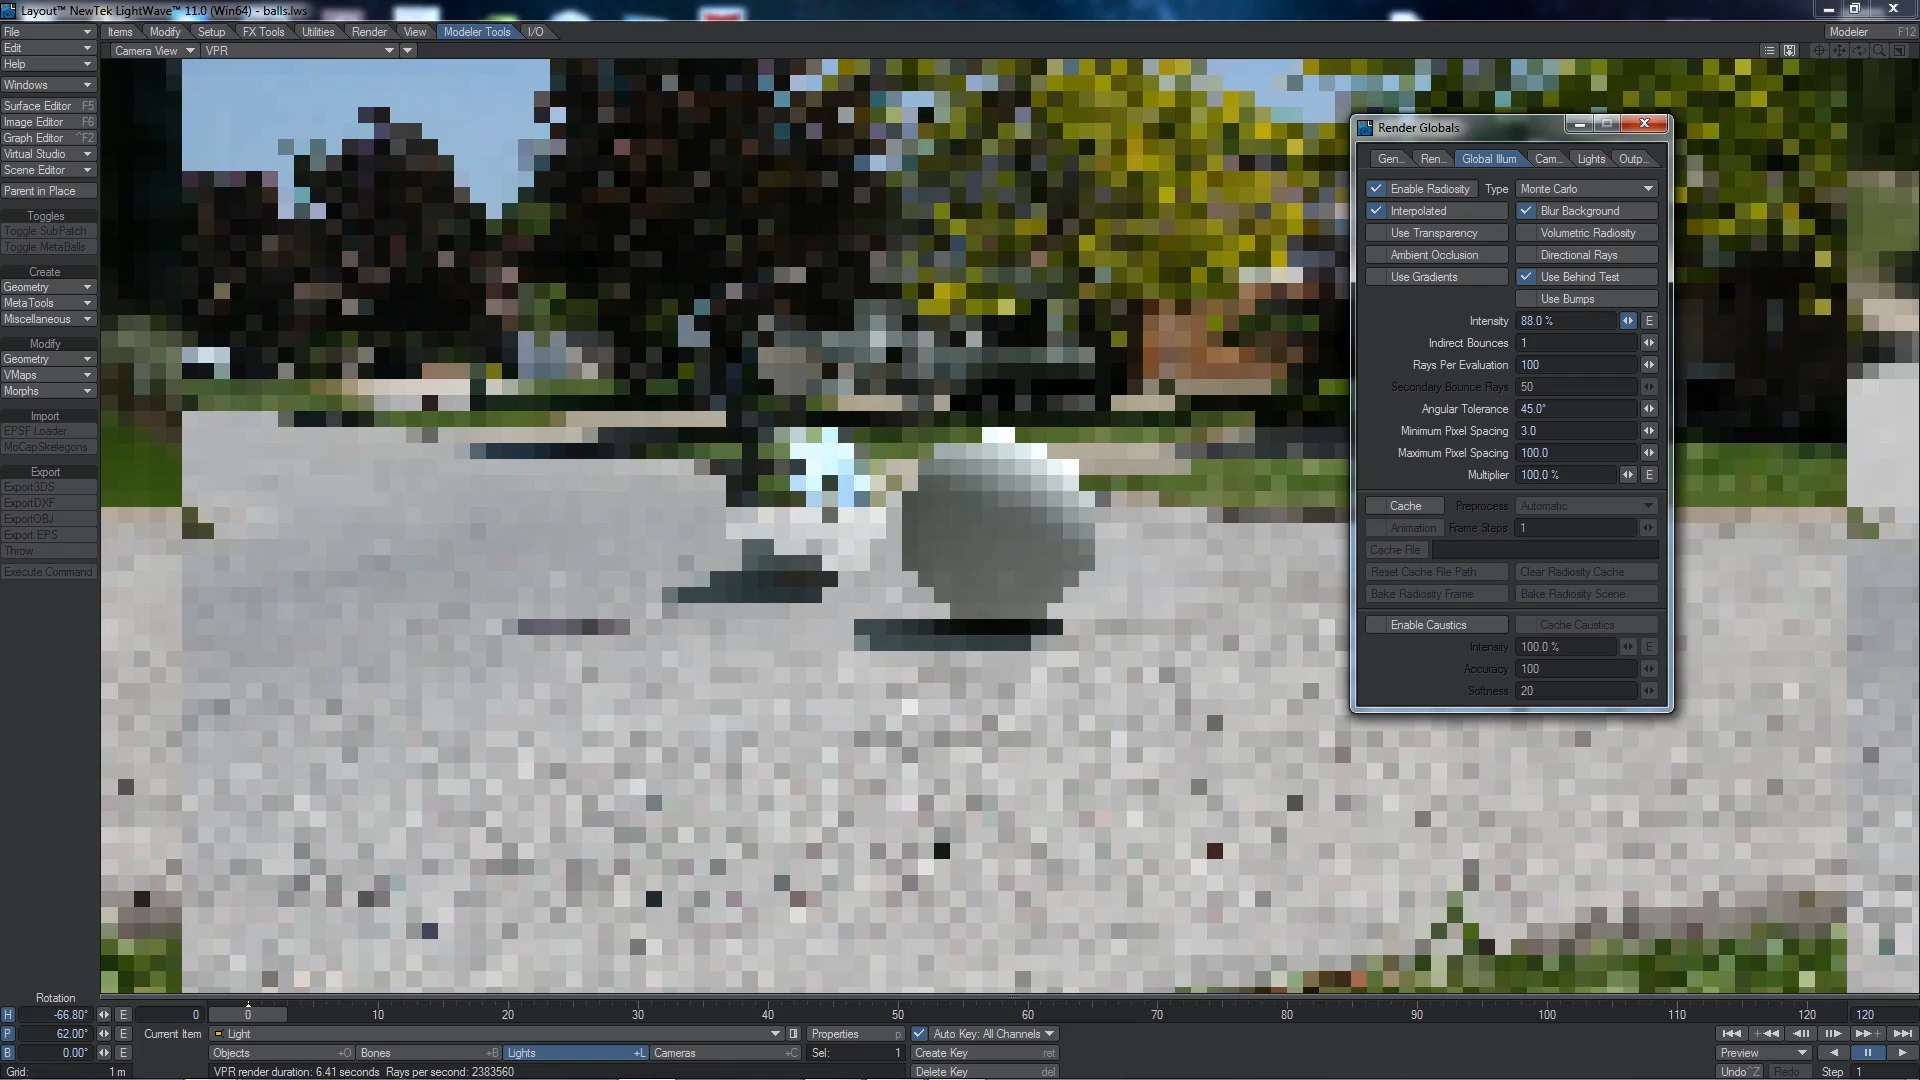 Layout™ NewTek LightWave™ 11.0 (Win64) - balls.lws
File
Edit
Help
Windows
Surface Editor F5
Image Editor F6
Graph Editor ^F2
Virtual Studio
Scene Editor
Parent in Place
Toggles
Toggle SubPatch
Toggle MetaBalls
Create
Geometry
MetaTools
Miscellaneous
Modify
Geometry
VMaps
Morphs
Import
EPSF Loader
MoCapSkelegons
Export
Export3DS
ExportDXF
ExportOBJ
Export EPS
Throw
Execute Command
Items Modify Setup FX Tools Utilities Render View Modeler Tools I/O
Modeler F12
Camera View VPR
Render Globals
Gen... Ren... Global Illum Cam... Lights Outp...
Enable Radiosity Type Monte Carlo
Interpolated Blur Background
Use Transparency Volumetric Radiosity
Ambient Occlusion Directional Rays
Use Gradients Use Behind Test
Use Bumps
Intensity 88.0 % E
Indirect Bounces 1
Rays Per Evaluation 100
Secondary Bounce Rays 50
Angular Tolerance 45.0°
Minimum Pixel Spacing 3.0
Maximum Pixel Spacing 100.0
Multiplier 100.0 % E
Cache Preprocess Automatic
Animation Frame Steps 1
Cache File
Reset Cache File Path Clear Radiosity Cache
Bake Radiosity Frame Bake Radiosity Scene
Enable Caustics Cache Caustics
Intensity 100.0 % E
Accuracy 100
Softness 20
Rotation
H -66.80° E 0 0 10 20 30 40 50 60 70 80 90 100 110 120 120
P 62.00° E Current Item Light Properties p Auto Key: All Channels
B 0.00° E Objects +O Bones +B Lights +L Cameras +C Sel: 1 Create Key ret Preview
Grid: 1 m VPR render duration: 6.41 seconds Rays per second: 2383560 Delete Key del Undo ^Z Redo Step 1